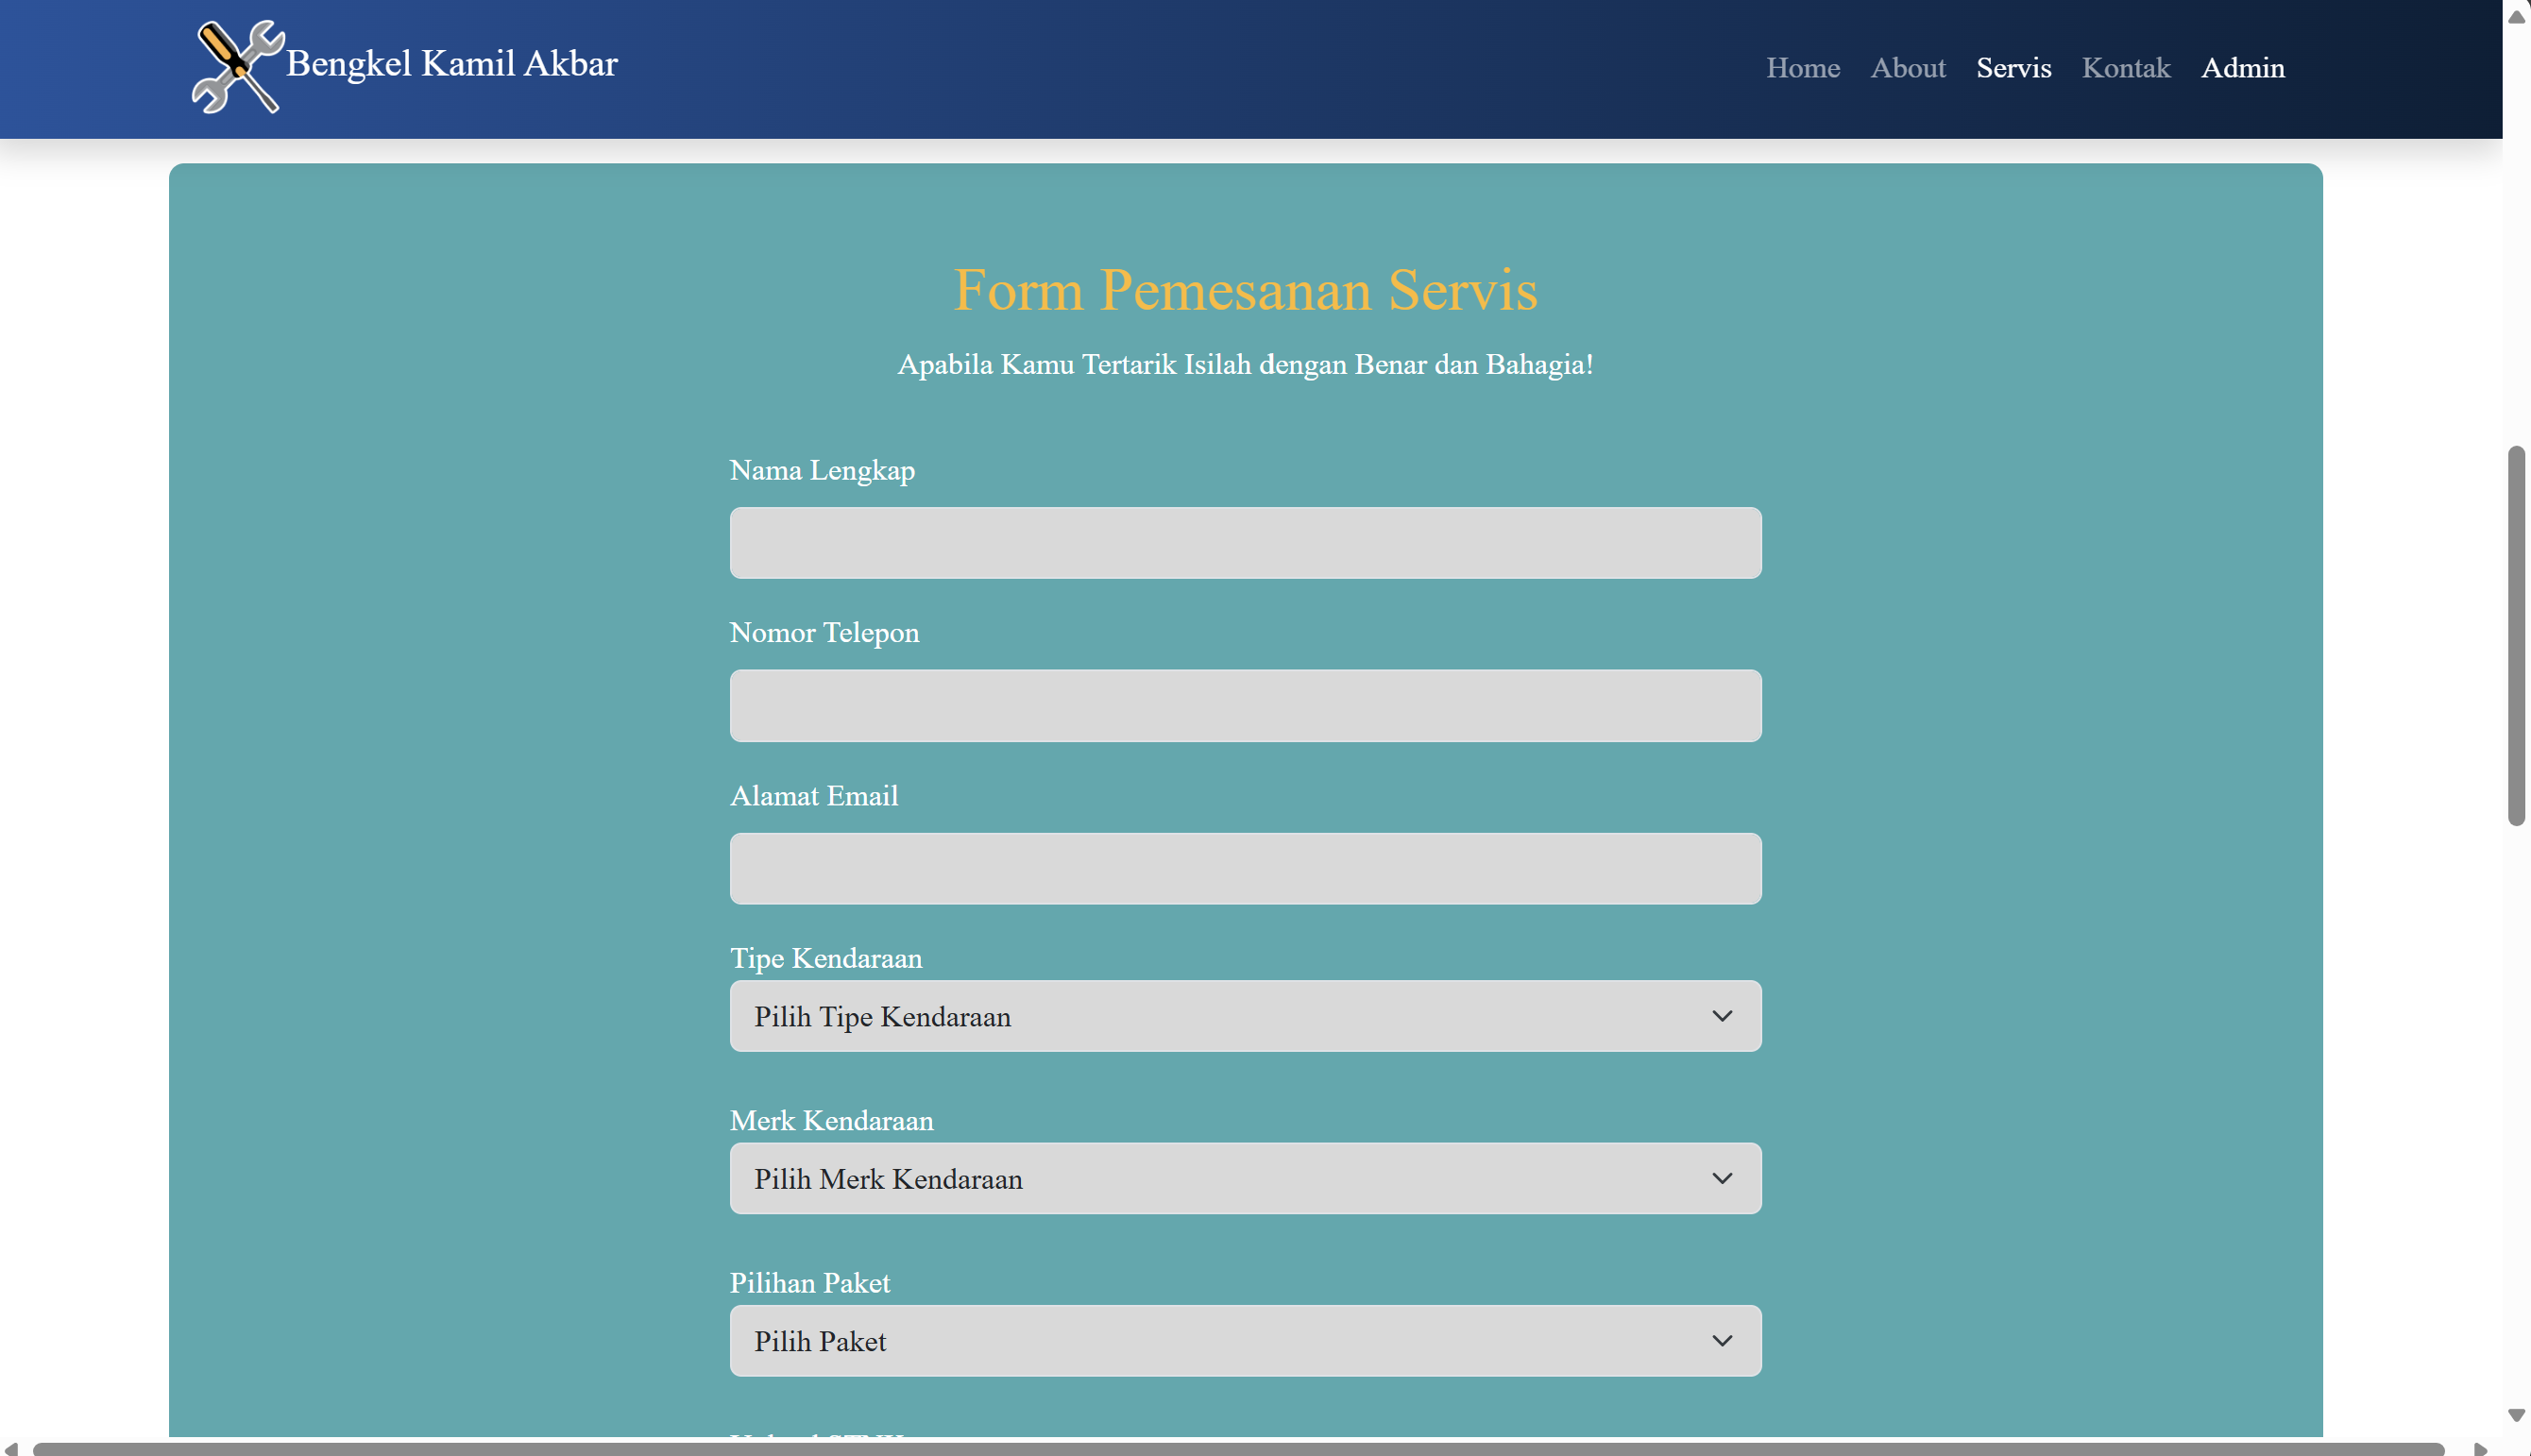 Bengkel Kamil Akbar
Home About Servis Kontak Admin
Form Pemesanan Servis
Apabila Kamu Tertarik Isilah dengan Benar dan Bahagia!
Nama Lengkap
Nomor Telepon
Alamat Email
Tipe Kendaraan
Pilih Tipe Kendaraan
Merk Kendaraan
Pilih Merk Kendaraan
Pilihan Paket
Pilih Paket